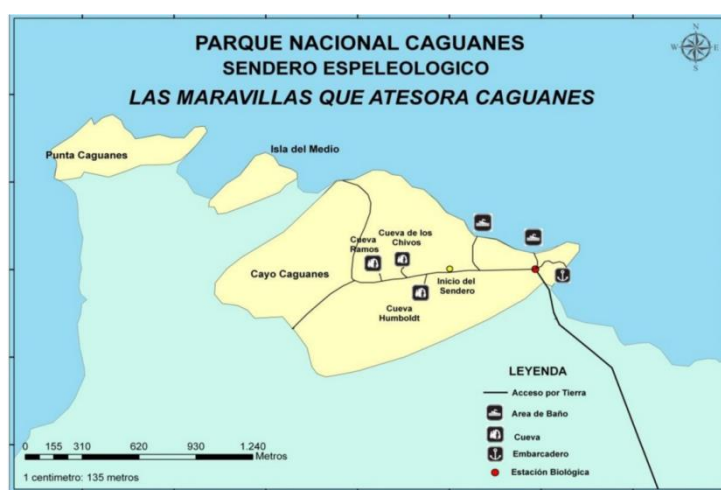 PARQUE NACIONAL CAGUANES
SENDERO ESPELEOLOGICO
LAS MARAVILLAS QUE ATESORA CAGUANES
N
W
E
S
Punta Caguanes
Isla del Medio
Cueva de los
Chivos
Cueva
Ramos
Cayo Caguanes
Inicio del
Sendero
Cueva
Humboldt
LEYENDA
Acceso por Tierra
Area de Baño
Cueva
Embarcadero
Estación Biológica
0 155 310 620 930 1.240
Metros
1 centimetro: 135 metros